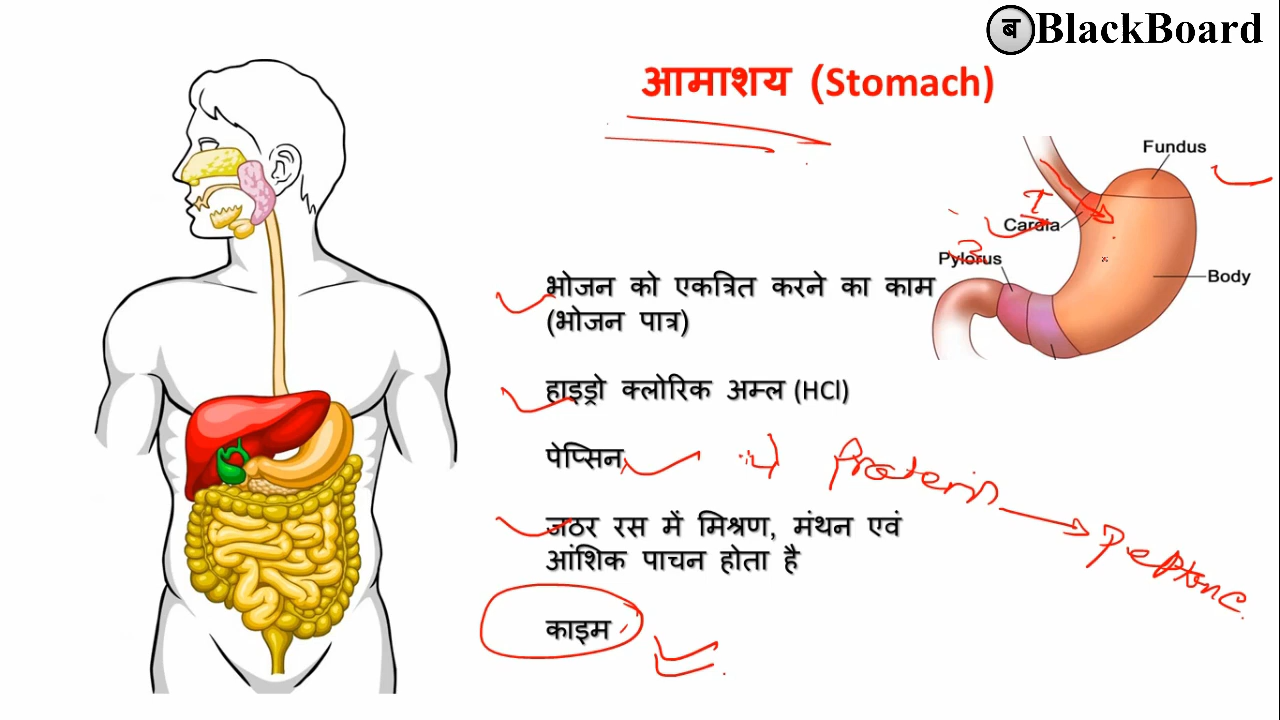 ब BlackBoard
आमाशय (Stomach)
Fundus
I
Cardia
Pylorus
Body
भोजन को एकत्रित करने का काम
(भोजन पात्र)
हाइड्रो क्लोरिक अम्ल (HCl)
पेप्सिन
Protein
Peptone
जठर रस में मिश्रण, मंथन एवं
आंशिक पाचन होता है
काइम